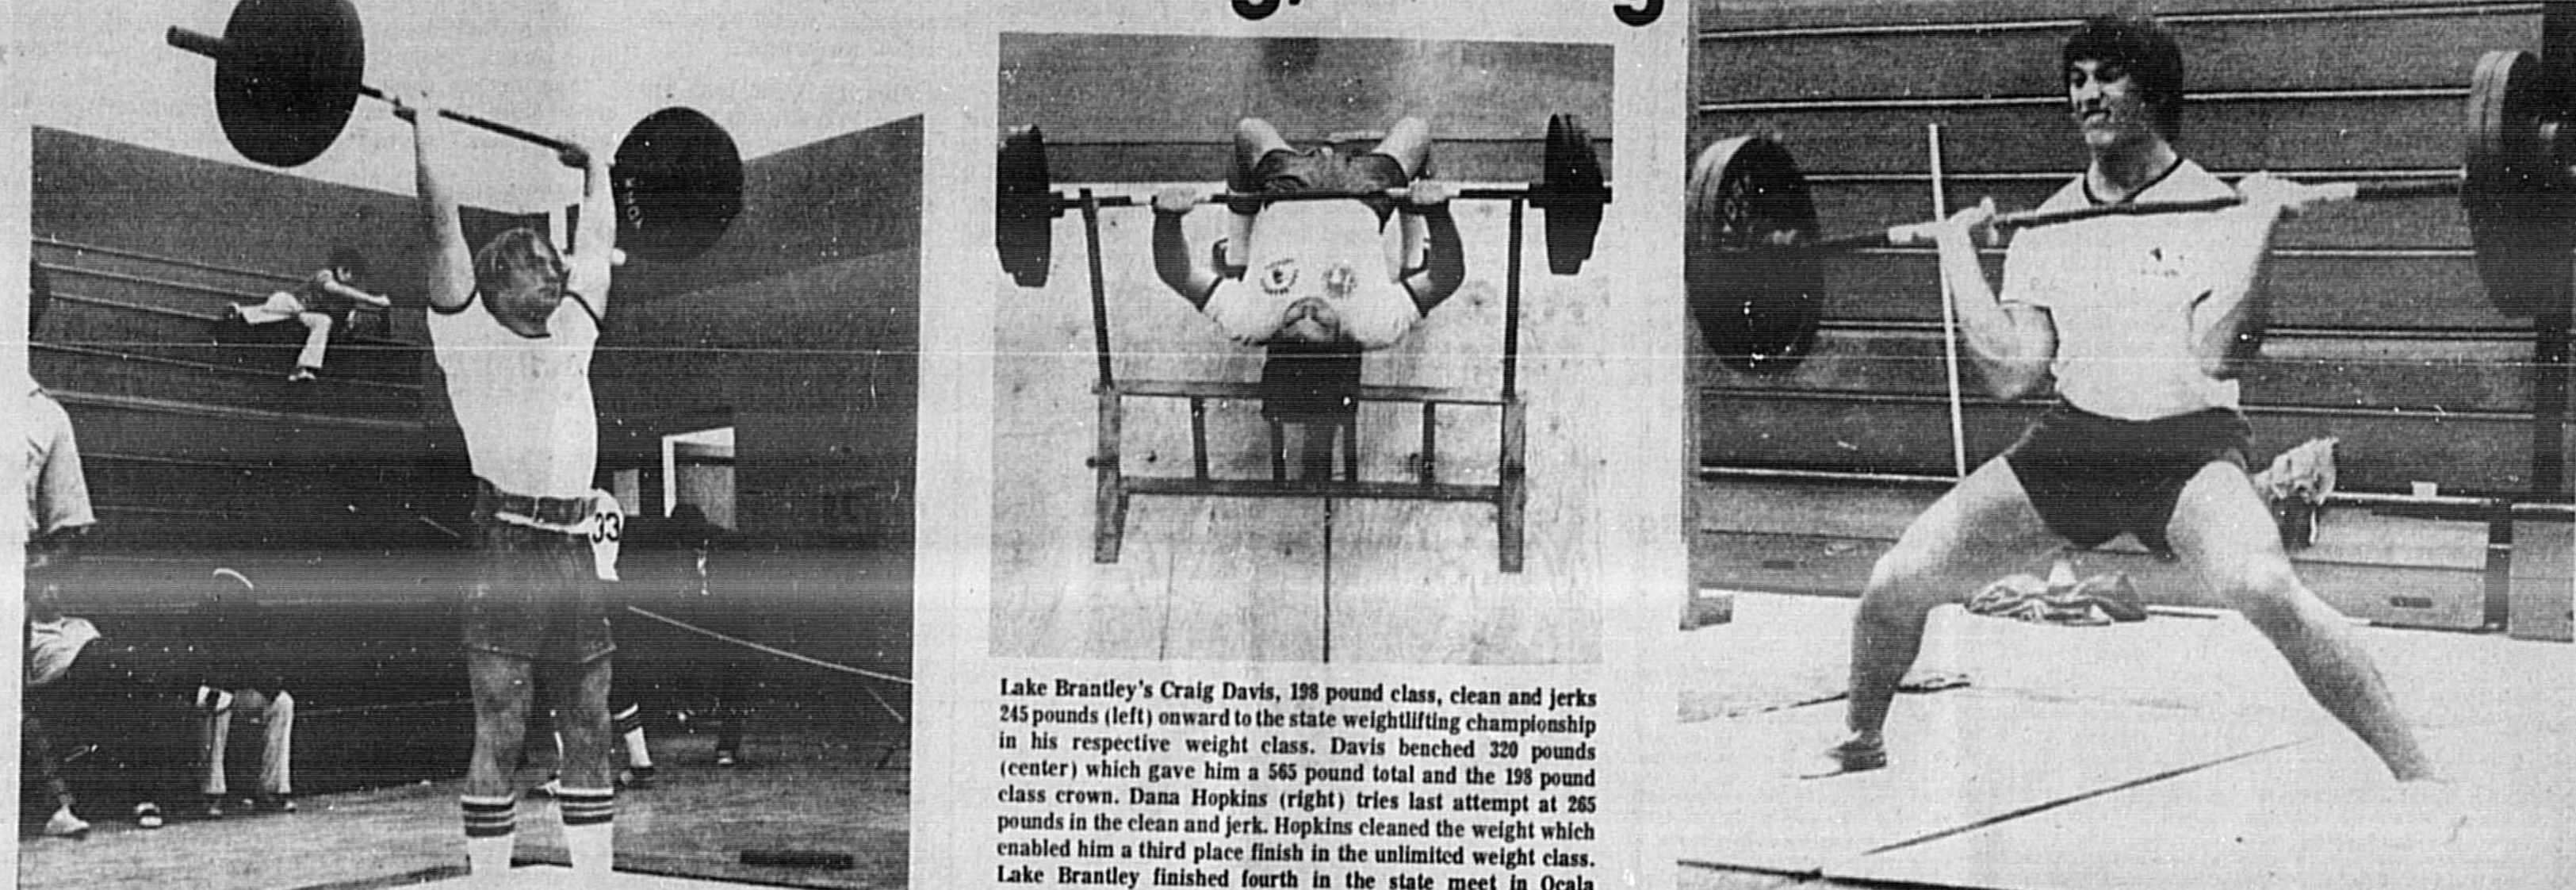 YORK
33
Lake Brantley's Craig Davis, 198 pound class, clean and jerks
245 pounds (left) onward to the state weightlifting championship
in his respective weight class. Davis benched 320 pounds
(center) which gave him a 565 pound total and the 198 pound
class crown. Dana Hopkins (right) tries last attempt at 265
pounds in the clean and jerk. Hopkins cleaned the weight which
enabled him a third place finish in the unlimited weight class.
Lake Brantley finished fourth in the state meet in Ocala